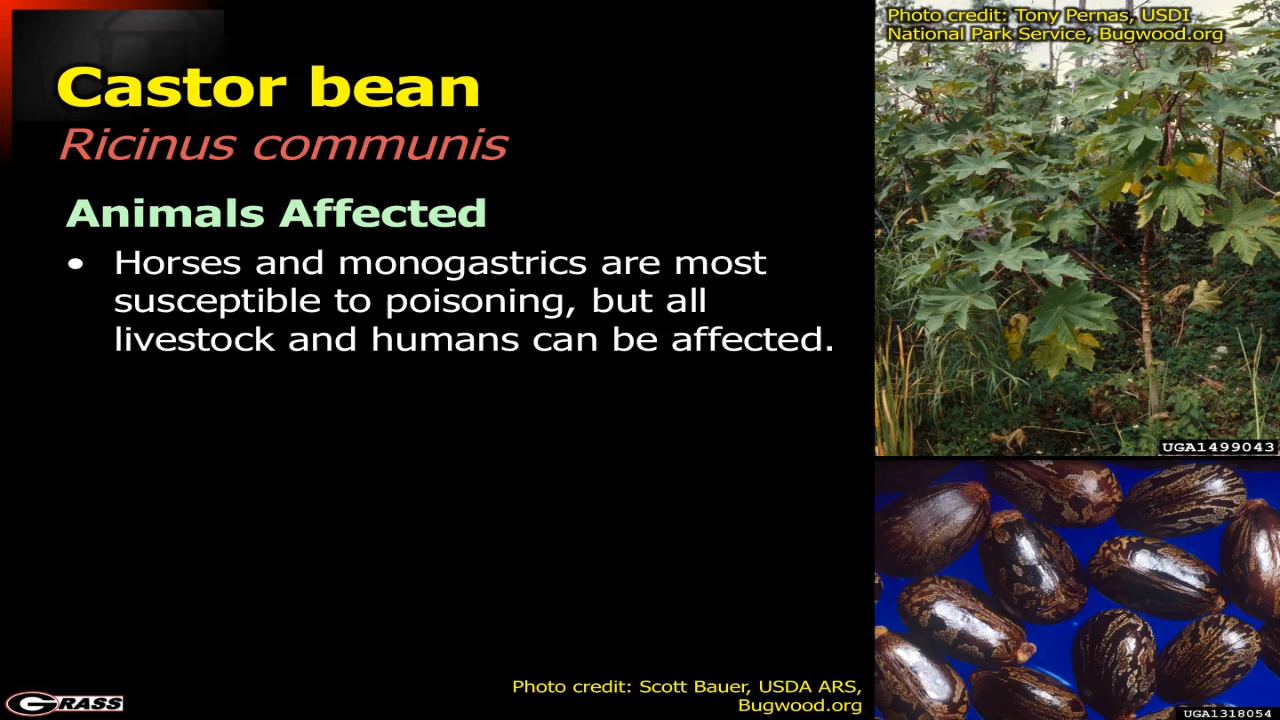 Photo credit: Tony Pernas, USDI
National Park Service, Bugwood.org
Castor bean
Ricinus communis
Animals Affected
• Horses and monogastrics are most
susceptible to poisoning, but all
livestock and humans can be affected.
UGA1499043
Photo credit: Scott Bauer, USDA ARS,
Bugwood.org
GRASS
UGA1318054